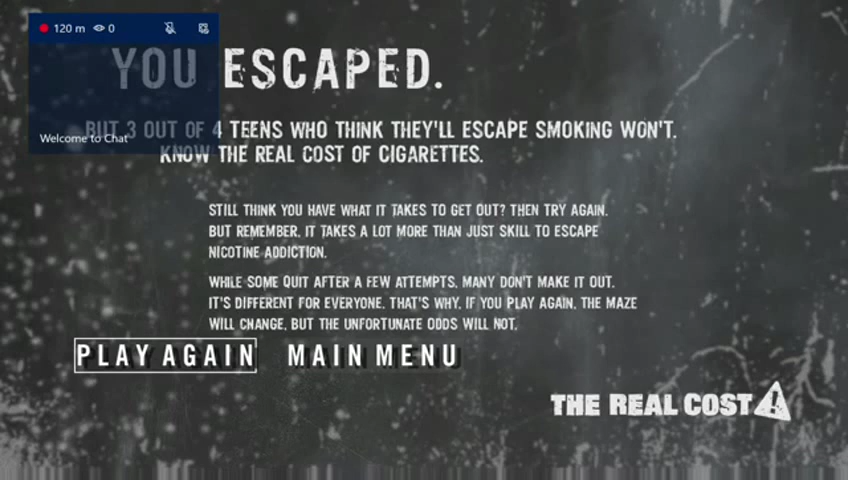 120 m 0
YOU ESCAPED.
BUT 3 OUT OF 4 TEENS WHO THINK THEY'LL ESCAPE SMOKING WON'T.
Welcome to Chat
KNOW THE REAL COST OF CIGARETTES.
STILL THINK YOU HAVE WHAT IT TAKES TO GET OUT? THEN TRY AGAIN.
BUT REMEMBER, IT TAKES A LOT MORE THAN JUST SKILL TO ESCAPE
NICOTINE ADDICTION.
WHILE SOME QUIT AFTER A FEW ATTEMPTS, MANY DON'T MAKE IT OUT.
IT'S DIFFERENT FOR EVERYONE. THAT'S WHY, IF YOU PLAY AGAIN, THE MAZE
WILL CHANGE, BUT THE UNFORTUNATE ODDS WILL NOT.
PLAY AGAIN MAIN MENU
THE REAL COST